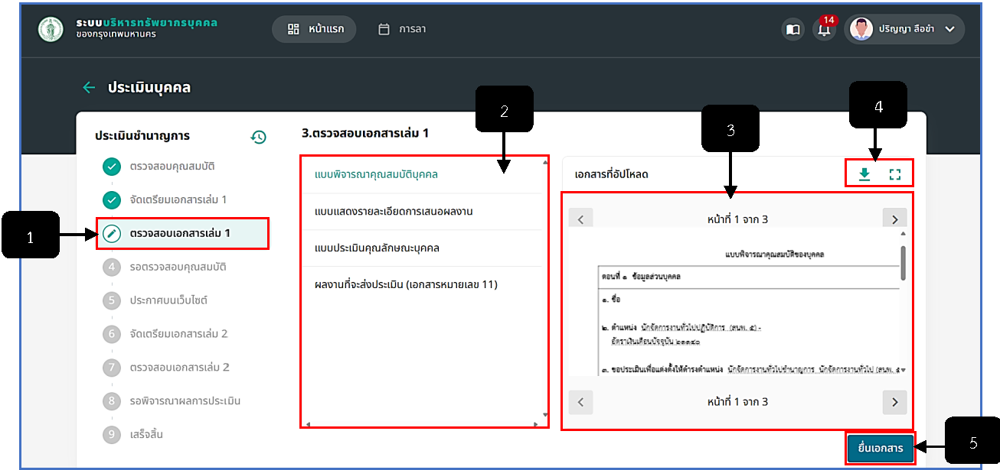 ระบบบริหารทรัพยากรบุคคล
ของกรุงเทพมหานคร
หน้าแรก
การลา
14
ปริญญา ลือขำ
ประเมินบุคคล
ประเมินชำนาญการ
ตรวจสอบคุณสมบัติ
จัดเตรียมเอกสารเล่ม 1
1
ตรวจสอบเอกสารเล่ม 1
4 รอตรวจสอบคุณสมบัติ
5 ประกาศบนเว็บไซต์
6 จัดเตรียมเอกสารเล่ม 2
7 ตรวจสอบเอกสารเล่ม 2
8 รอพิจารณาผลการประเมิน
9 เสร็จสิ้น
3.ตรวจสอบเอกสารเล่ม 1
2
แบบพิจารณาคุณสมบัติบุคคล
แบบแสดงรายละเอียดการเสนอผลงาน
แบบประเมินคุณลักษณะบุคคล
ผลงานที่จะส่งประเมิน (เอกสารหมายเลข 11)
3
4
เอกสารที่อัปโหลด
หน้าที่ 1 จาก 3
แบบพิจารณาคุณสมบัติของบุคคล
ตอนที่ ๑ ข้อมูลส่วนบุคคล
๑. ชื่อ
๒. ตำแหน่ง นักจัดการงานทั่วไปปฏิบัติการ (สนพ. ๕) -
อัตราเงินเดือนปัจจุบัน ๒๑๑๔๐
๓. ขอประเมินเพื่อแต่งตั้งให้ดำรงตำแหน่ง นักจัดการงานทั่วไปชำนาญการ นักจัดการงานทั่วไป (สนพ. ๕
หน้าที่ 1 จาก 3
ยื่นเอกสาร
5